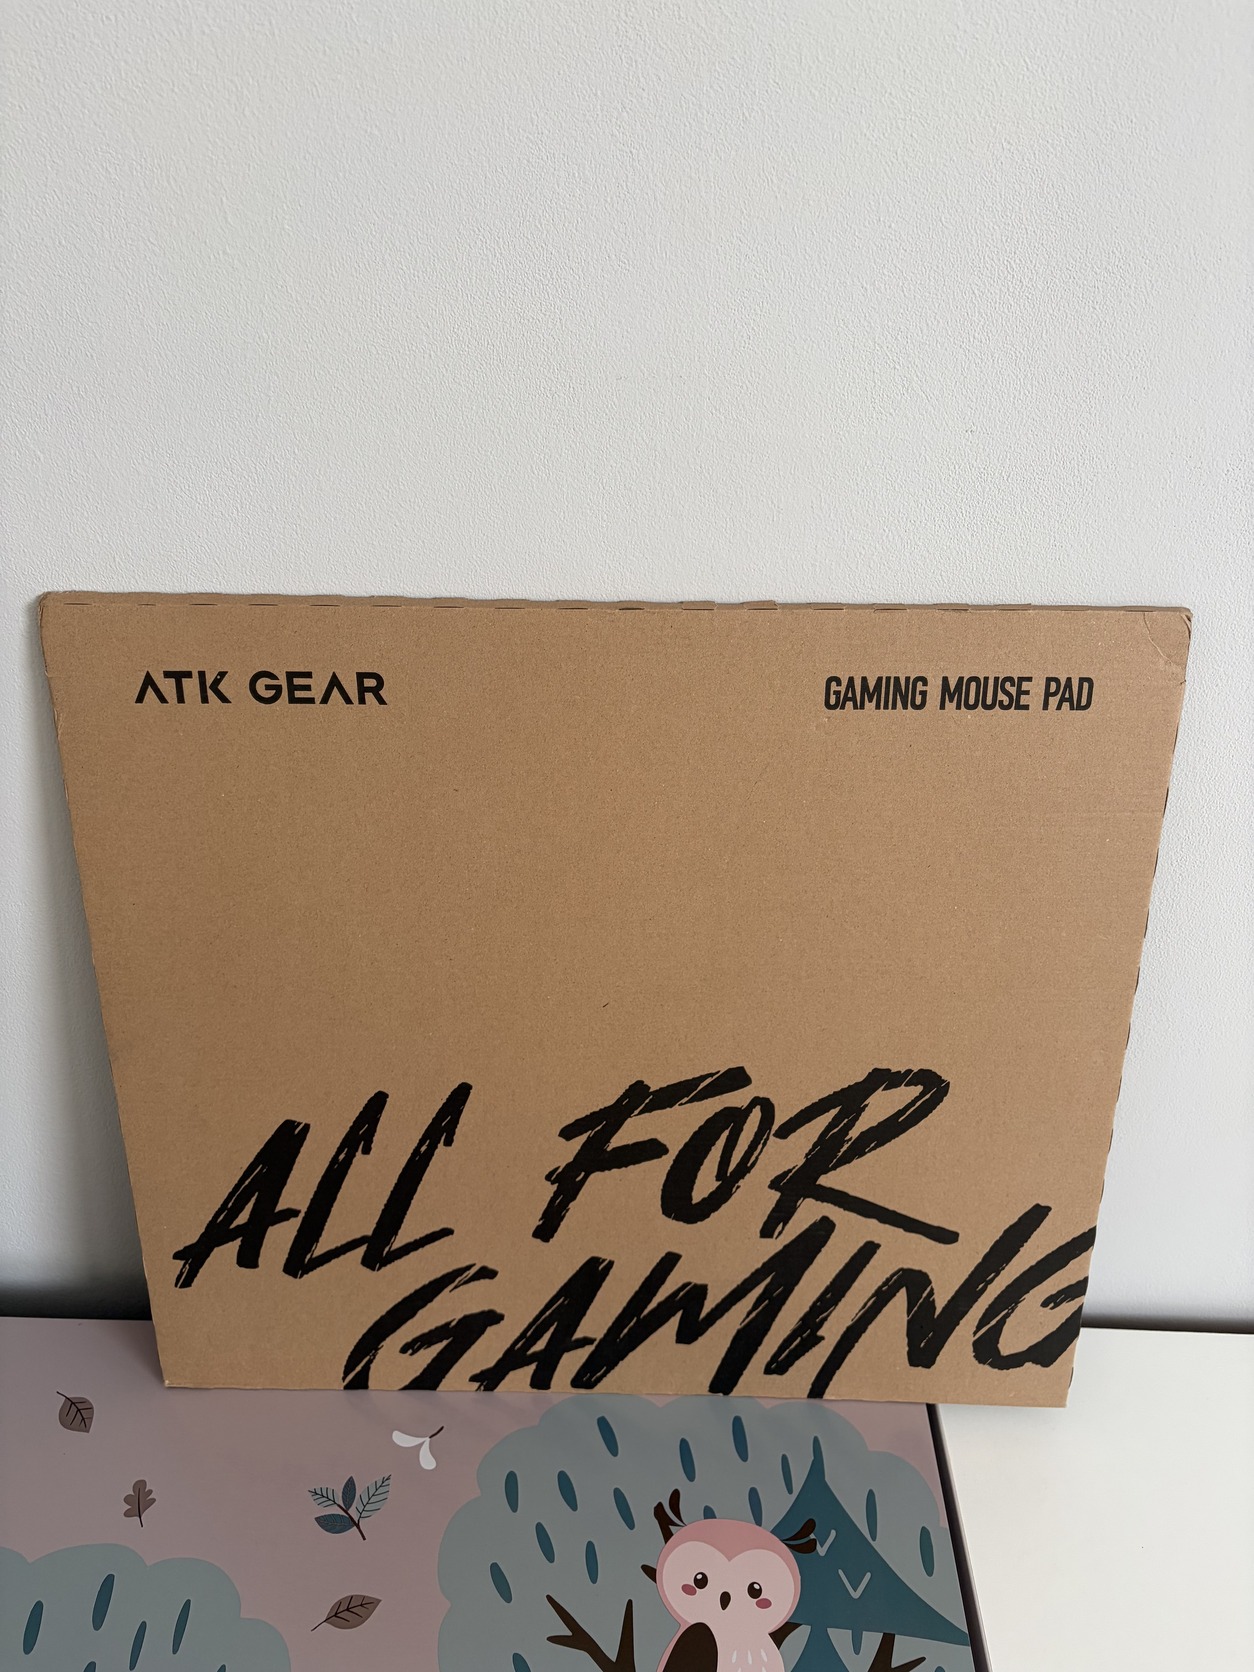 ATK GEAR
GAMING MOUSE PAD
ALL FOR
GAMING